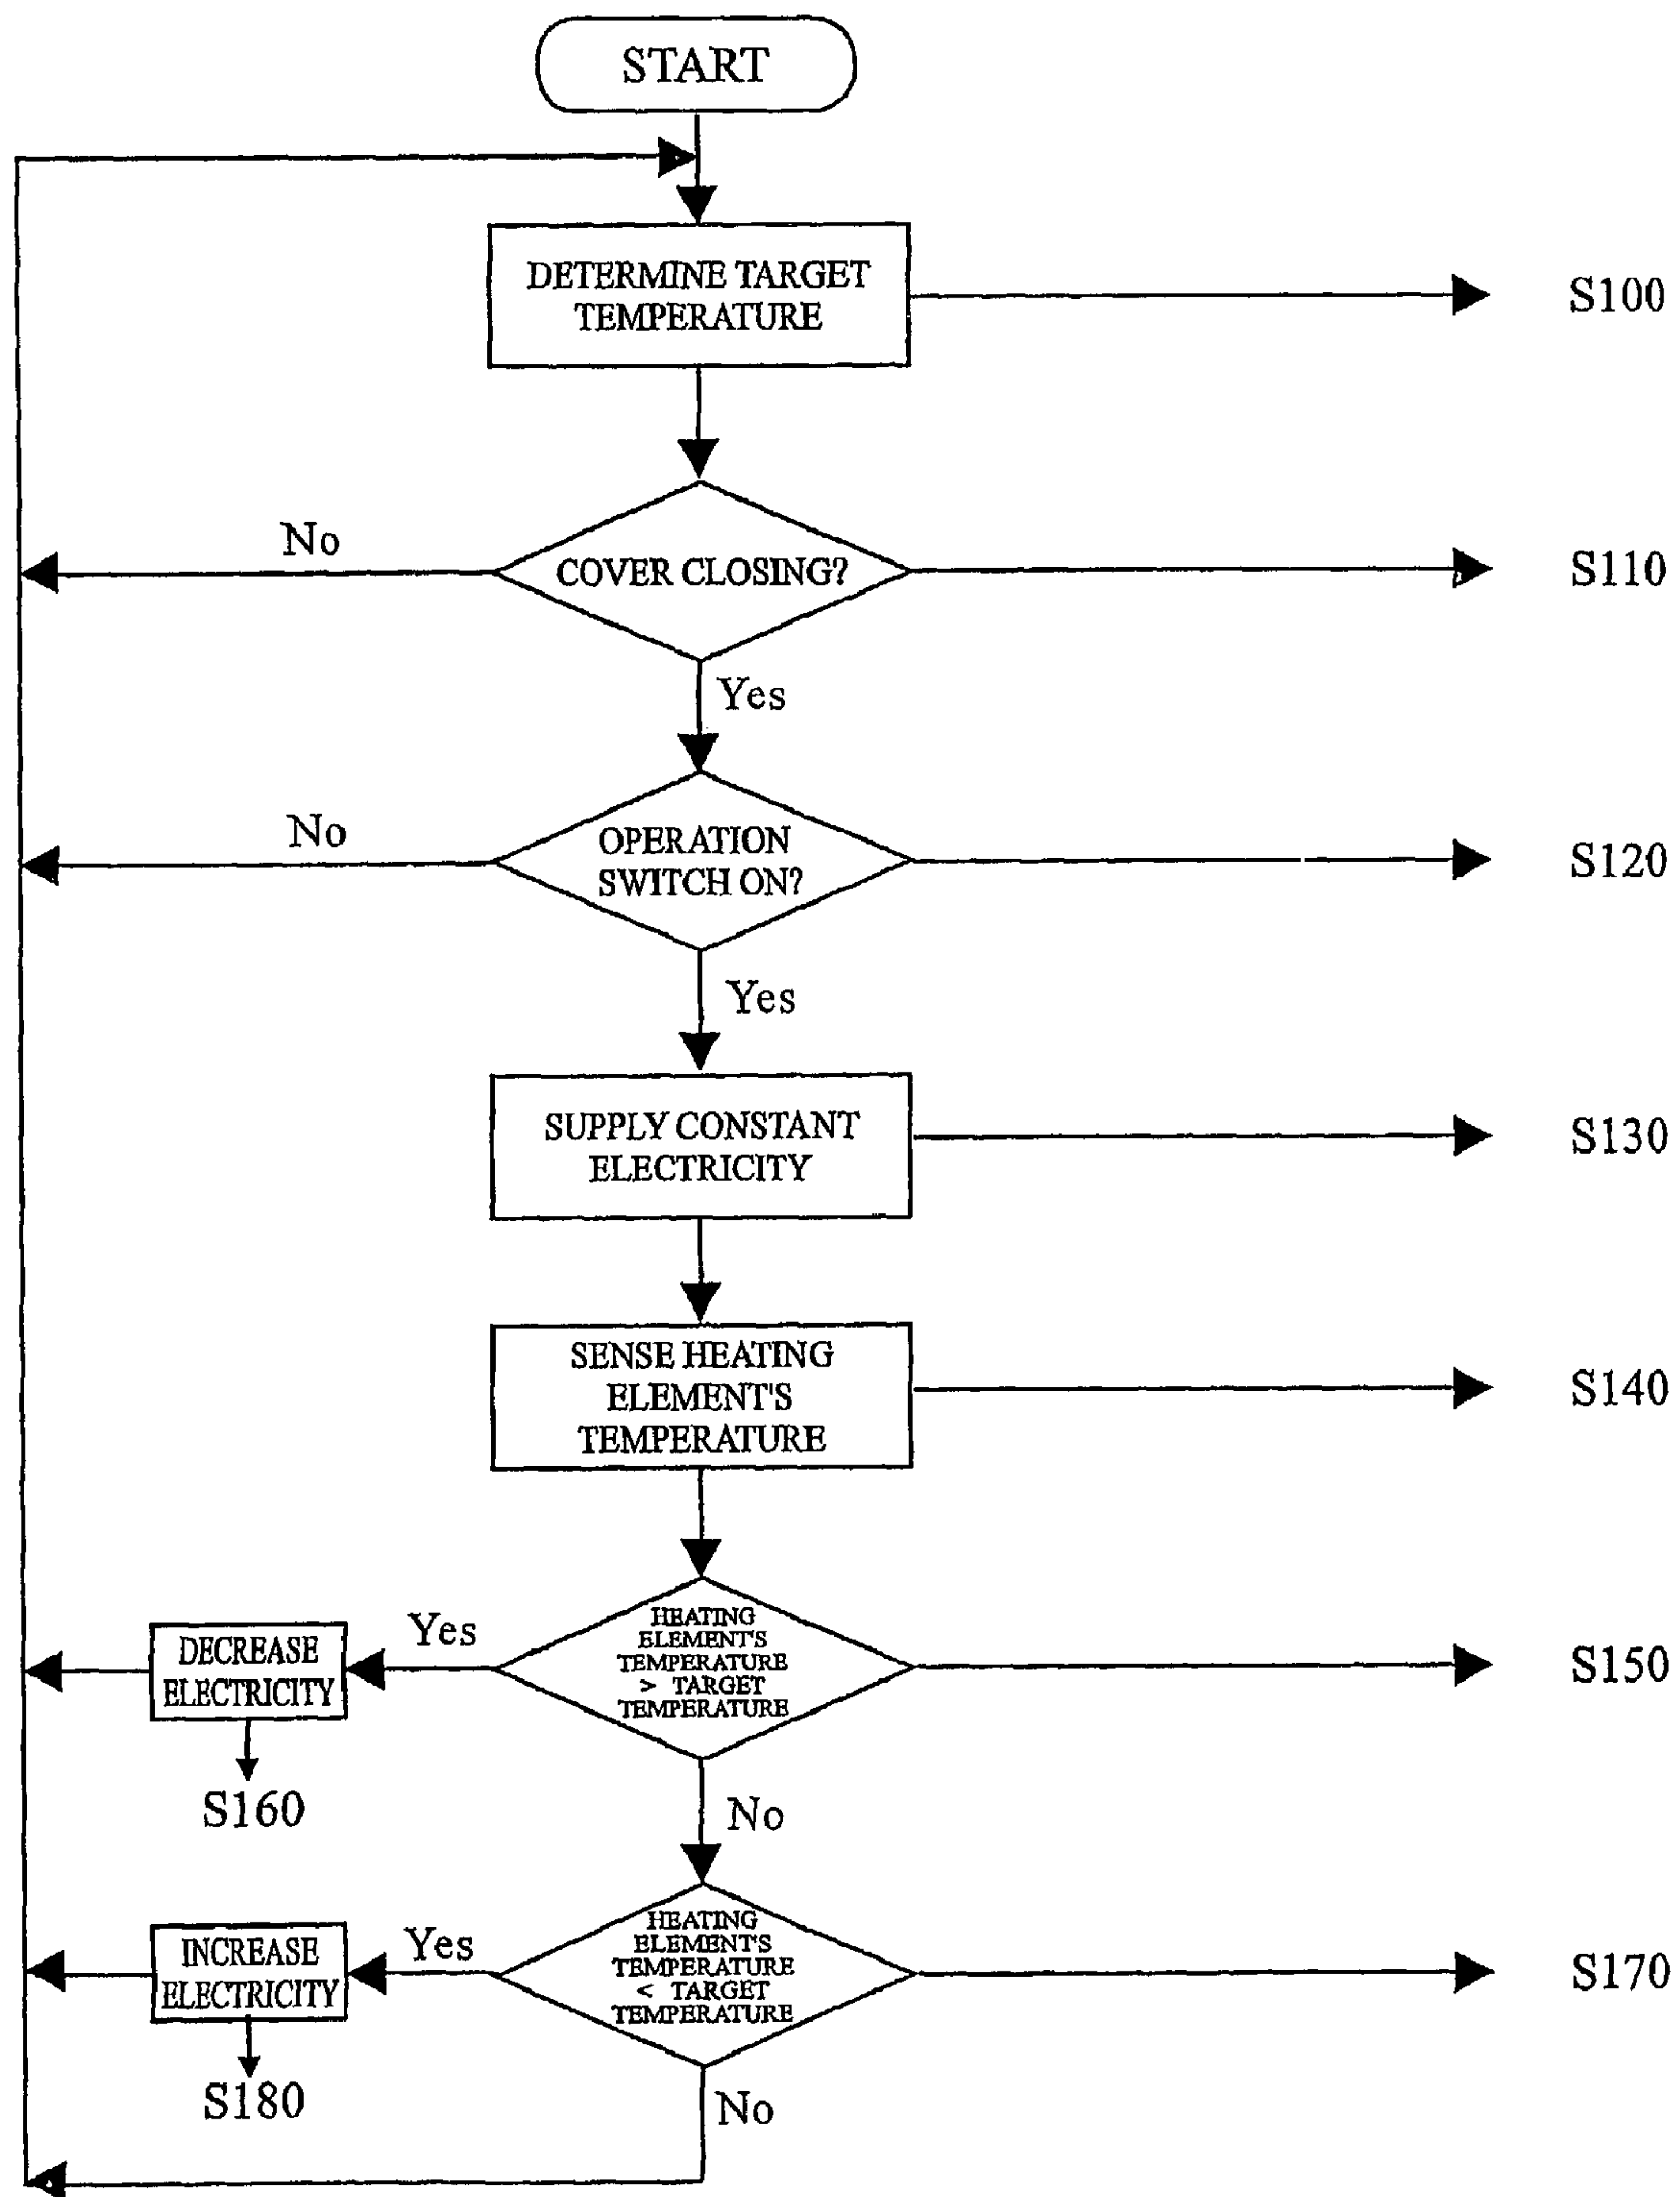 START
DETERMINE TARGET
TEMPERATURE
S100
No
COVER CLOSING?
S110
Yes
No
OPERATION
SWITCH ON?
S120
Yes
SUPPLY CONSTANT
ELECTRICITY
S130
SENSE HEATING
ELEMENT'S
TEMPERATURE
S140
DECREASE
ELECTRICITY
Yes
HEATING
ELEMENT'S
TEMPERATURE
> TARGET
TEMPERATURE
S150
S160
No
INCREASE
ELECTRICITY
Yes
HEATING
ELEMENT'S
TEMPERATURE
< TARGET
TEMPERATURE
S170
S180
No